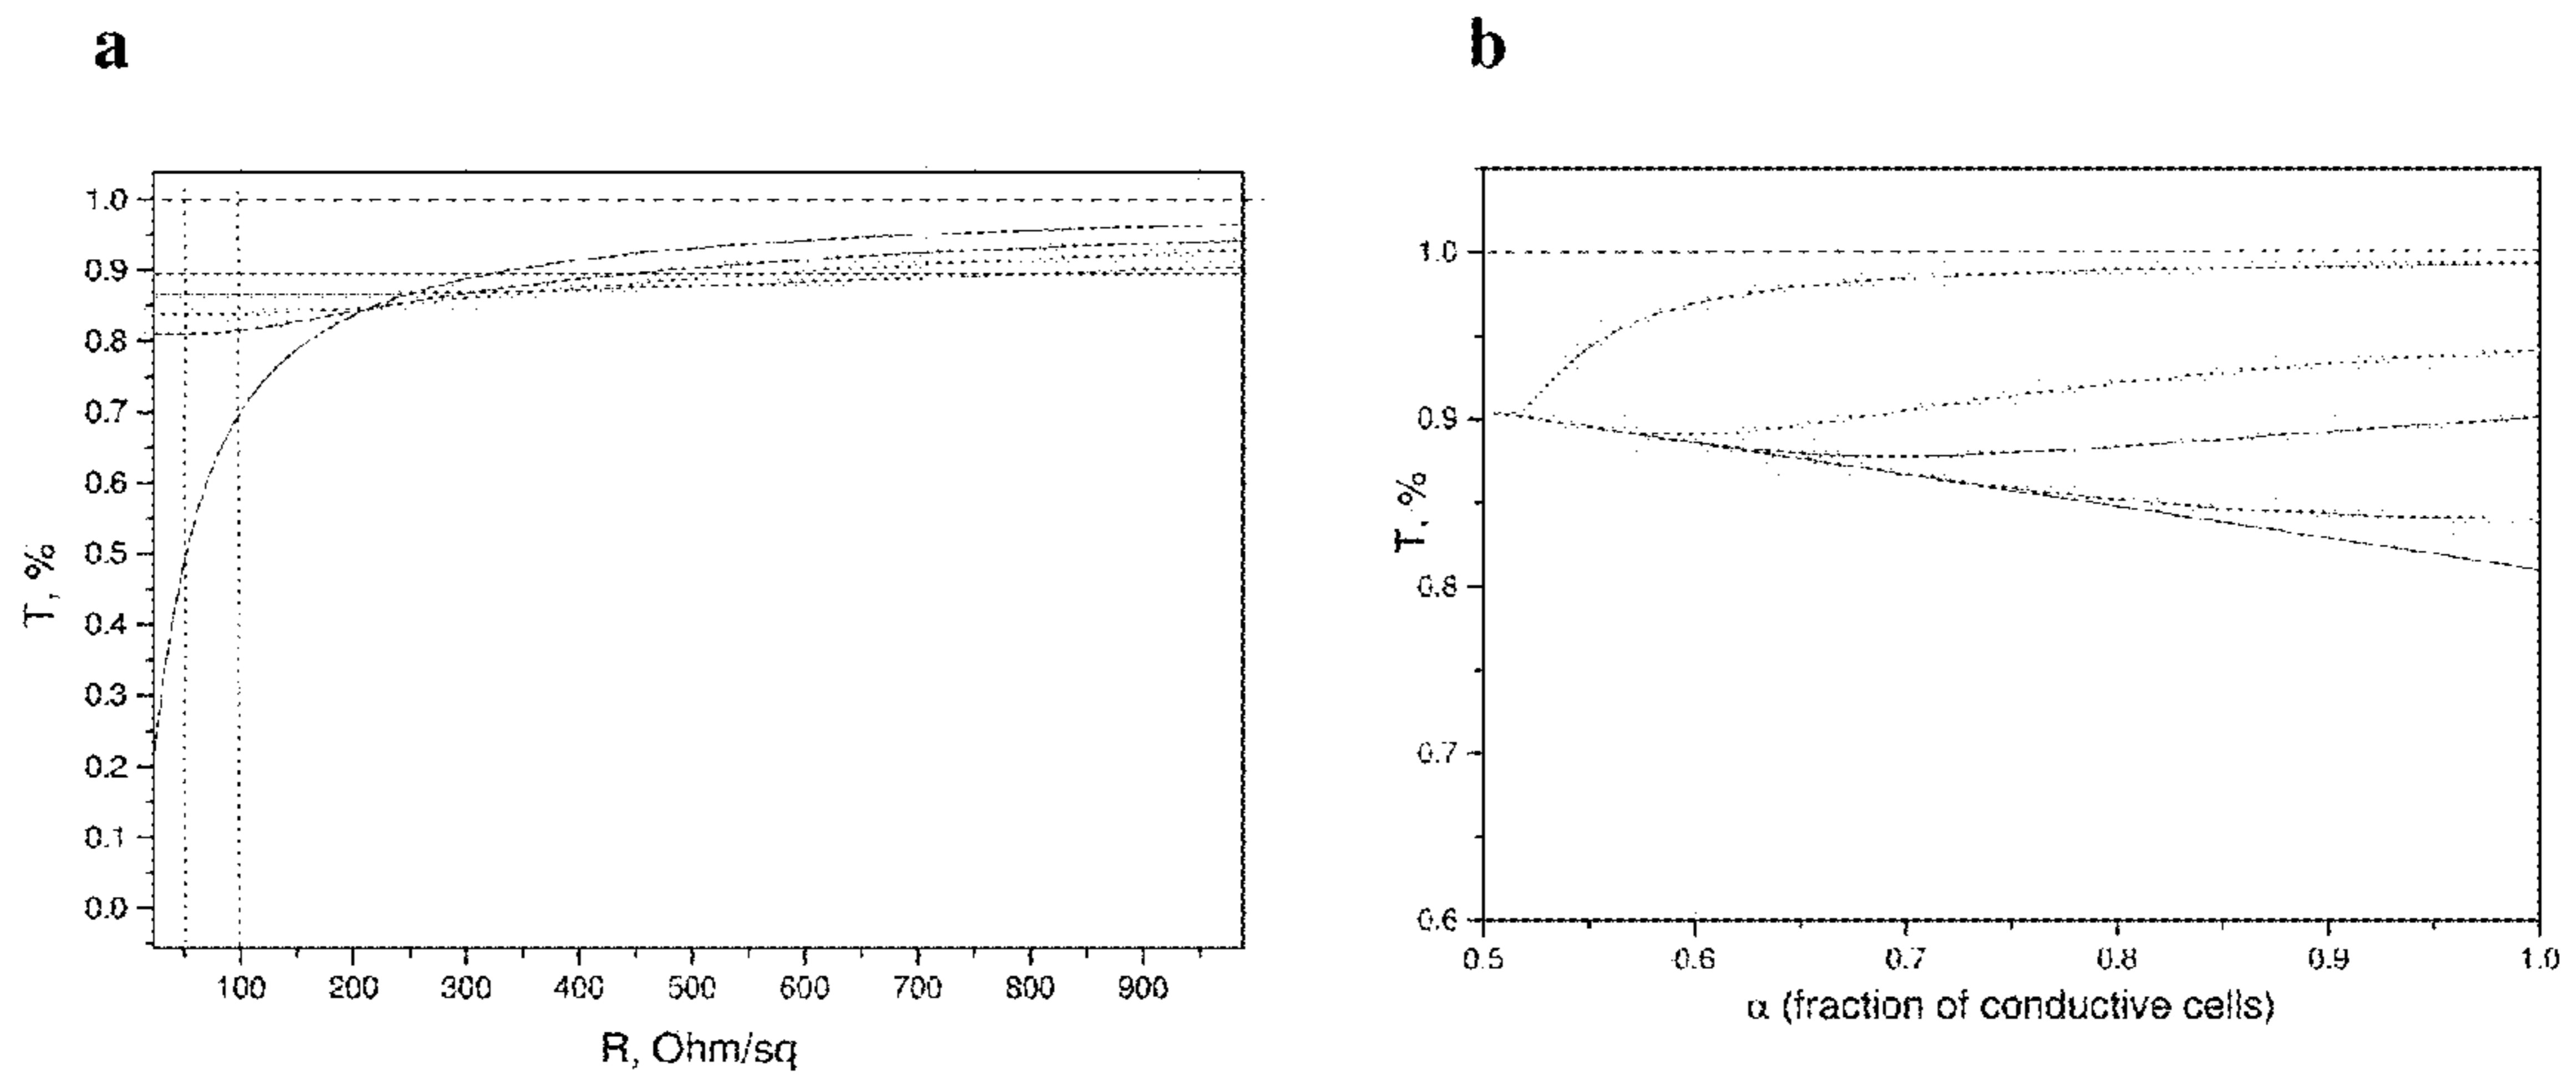 a
b
1.0
0.9
0.8
0.7
0.6
0.5
0.4
0.3
0.2
0.1
0.0
T, %
100 200 300 400 500 600 700 800 900
R, Ohm/sq
1.0
0.9
0.8
0.7
0.6
T, %
0.5 0.6 0.7 0.8 0.9 1.0
α (fraction of conductive cells)